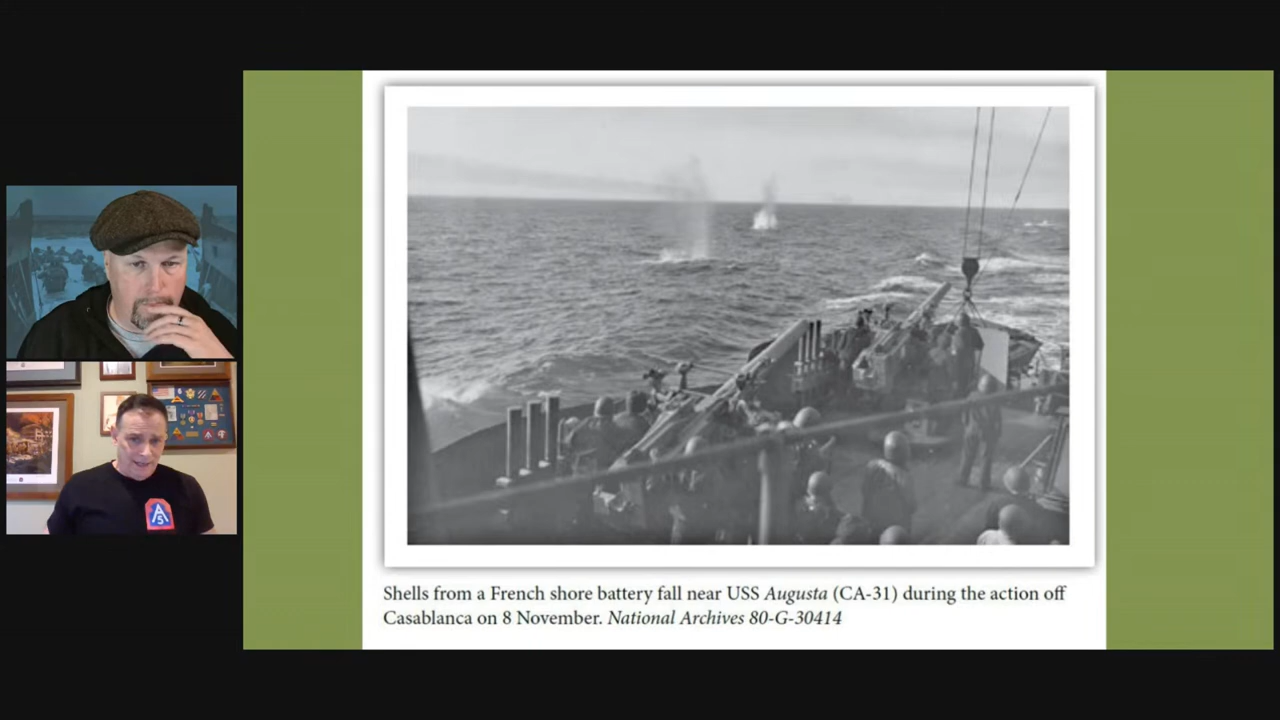 Shells from a French shore battery fall near USS Augusta (CA-31) during the action off
Casablanca on 8 November. National Archives 80-G-30414
A
5